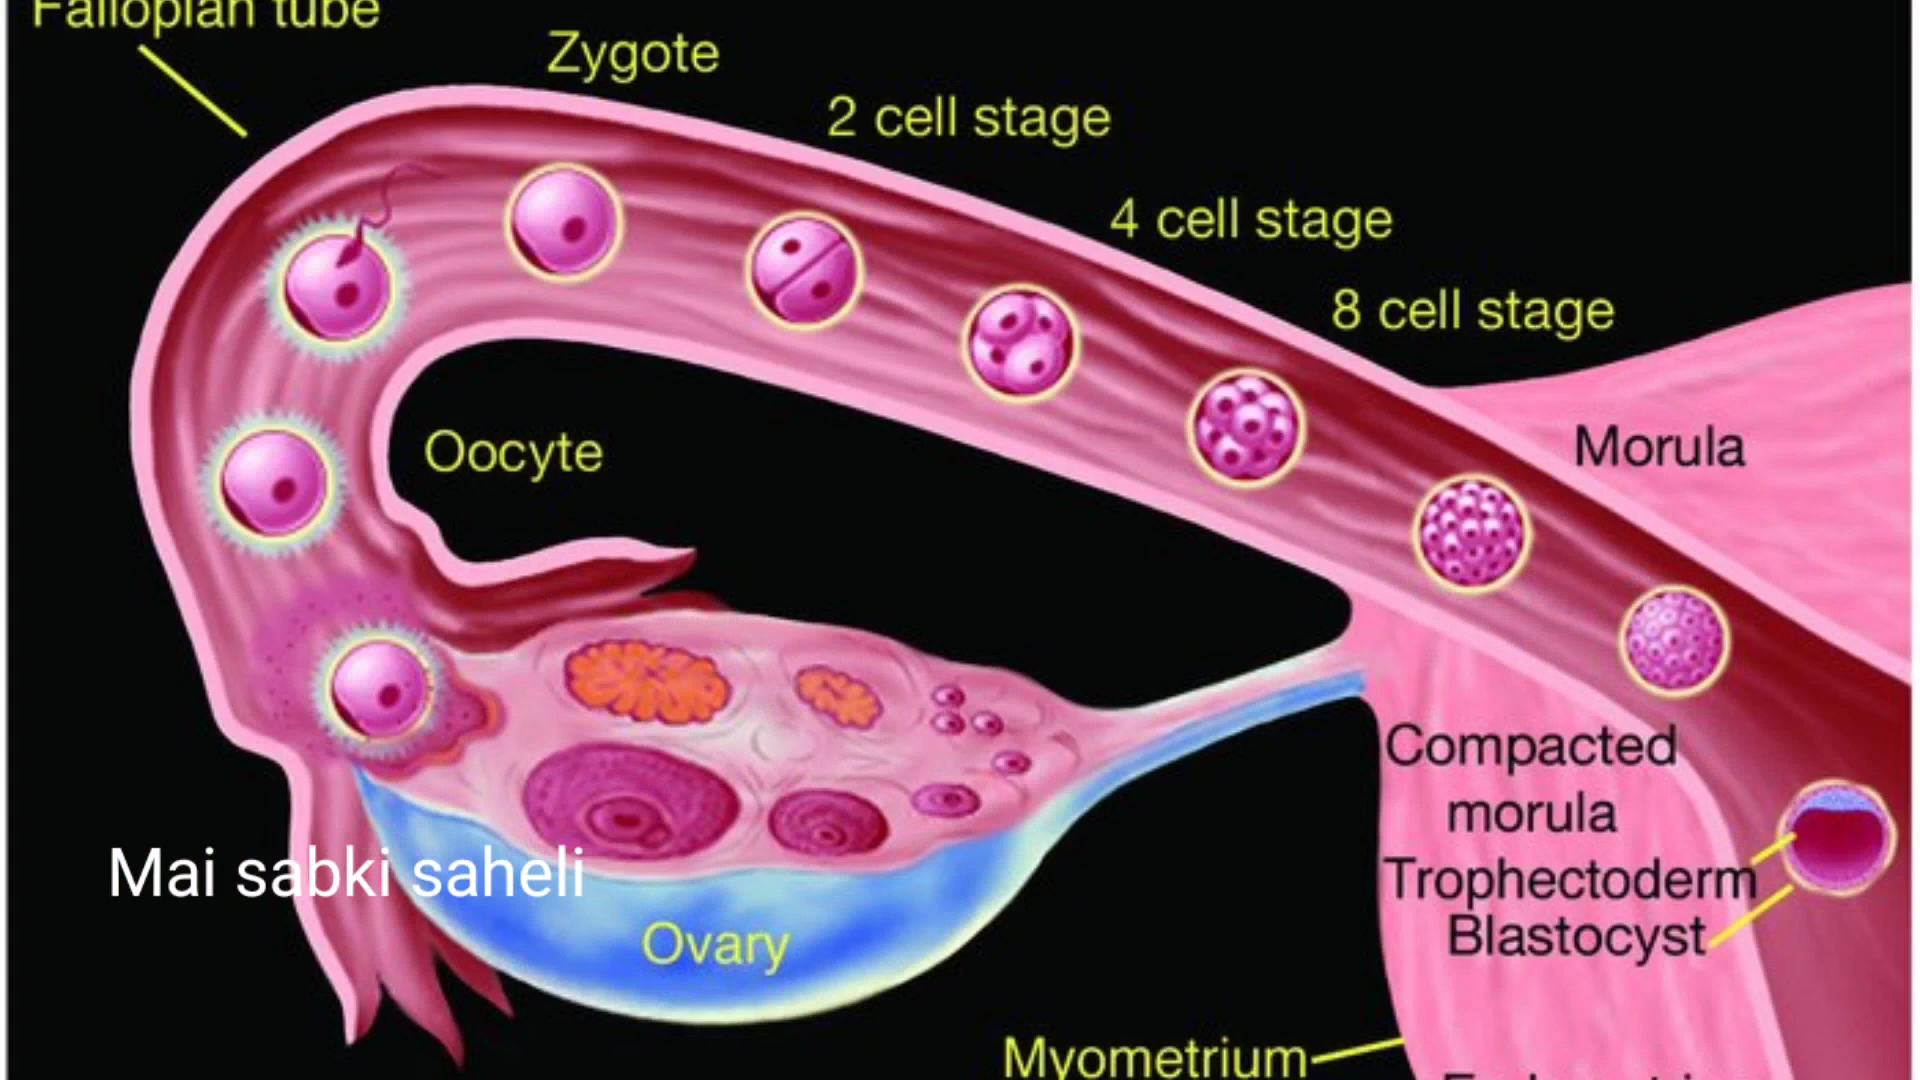 Fallopian tube
Zygote
2 cell stage
4 cell stage
8 cell stage
Morula
Oocyte
Compacted
morula
Trophectoderm
Blastocyst
Mai sabki saheli
Ovary
Myometrium